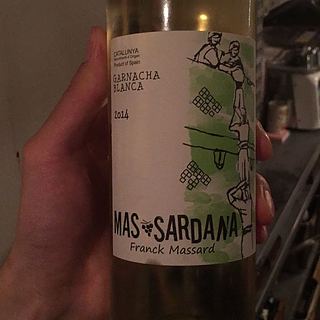 CATALUNYA
Product of Spain
GARNACHA
BLANCA
2014
MAS SARDANA
Franck Massard